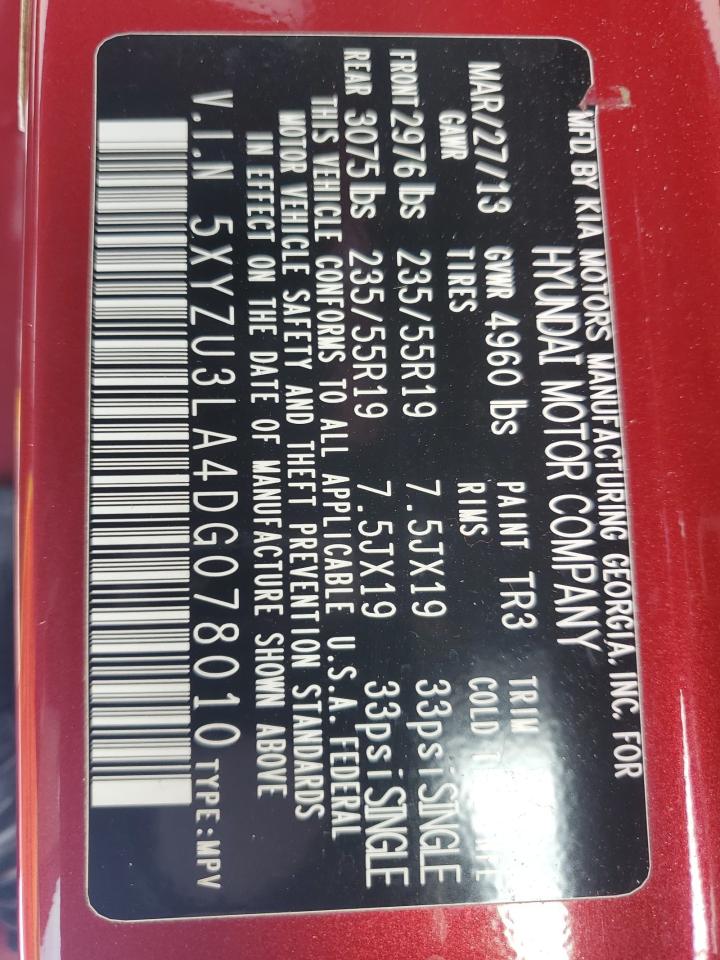 MFD. BY KIA MOTORS MANUFACTURING GEORGIA, INC. FOR
HYUNDAI MOTOR COMPANY
MAR/27/13 GVWR 4960 lbs PAINT TR3 TRIM
GAWR TIRES RIMS COLD
FRONT 2976 lbs 235/55R19 7.5JX19 33psi SINGLE
REAR 3075 lbs 235/55R19 7.5JX19 33psi SINGLE
THIS VEHICLE CONFORMS TO ALL APPLICABLE U.S.A. FEDERAL
MOTOR VEHICLE SAFETY AND THEFT PREVENTION STANDARDS
IN EFFECT ON THE DATE OF MANUFACTURE SHOWN ABOVE
V.I.N 5XYZU3LA4DG078010 TYPE:MPV